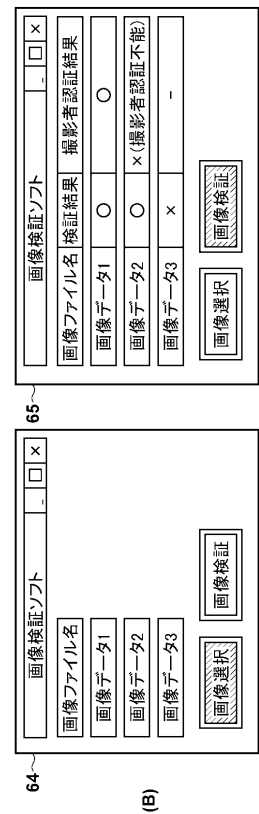 (B)
64
画像検証ソフト
_ □ ×
画像ファイル名
画像データ1
画像データ2
画像データ3
画像選択 画像検証
65
画像検証ソフト
_ □ ×
画像ファイル名 検証結果 撮影者認証結果
画像データ1 ○ ○
画像データ2 ○ ×(撮影者認証不能)
画像データ3 × −
画像選択 画像検証